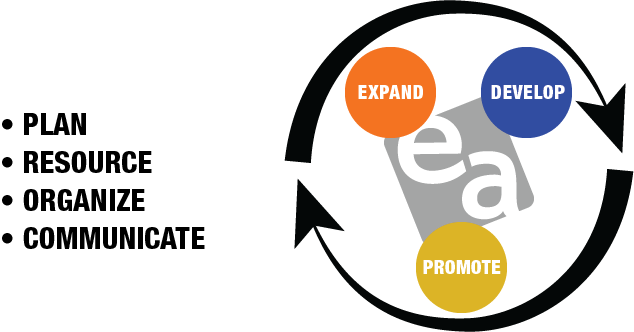 • PLAN
• RESOURCE
• ORGANIZE
• COMMUNICATE
EXPAND
DEVELOP
ea
PROMOTE